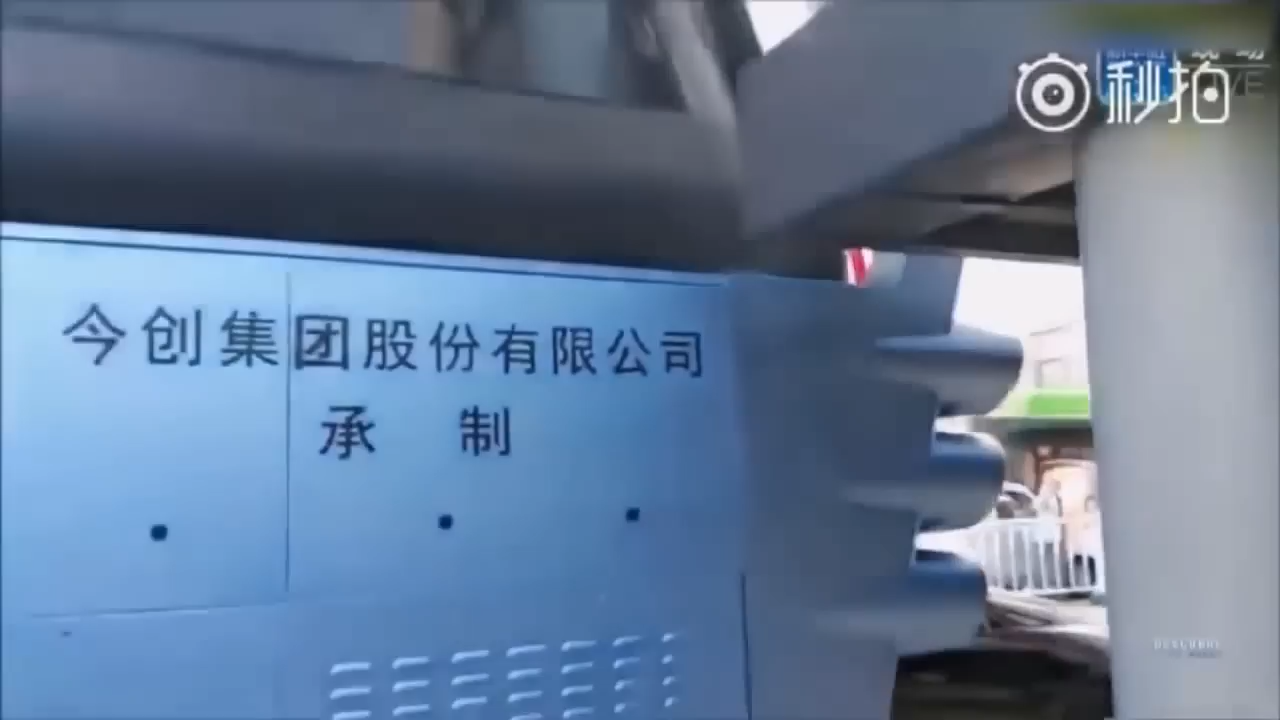 秒拍
今创集团股份有限公司
承 制